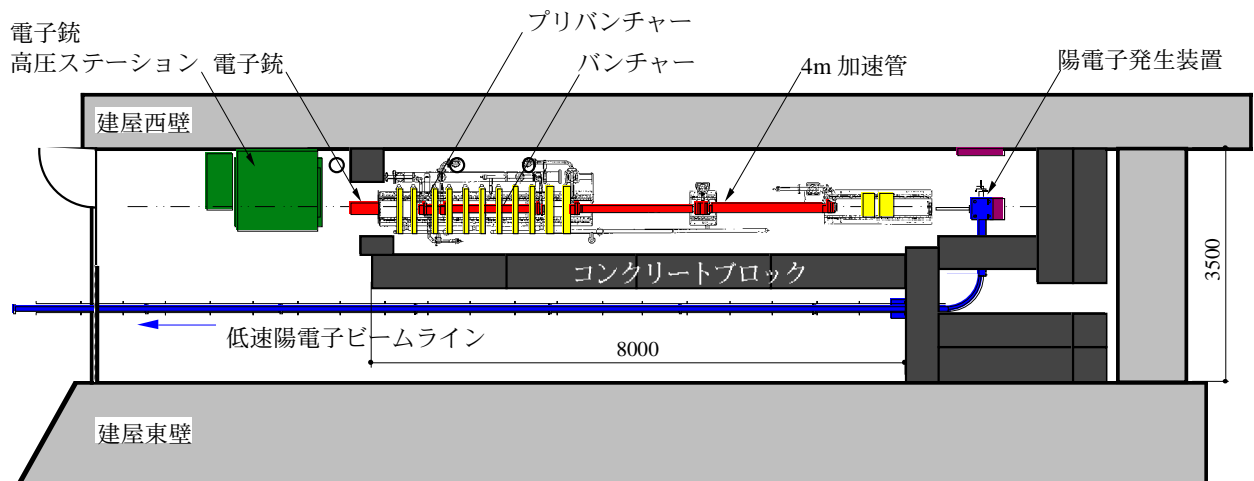 プリバンチャー
電子銃
高圧ステーション 電子銃
バンチャー
4m 加速管
陽電子発生装置
建屋西壁
コンクリートブロック
3500
低速陽電子ビームライン
8000
建屋東壁